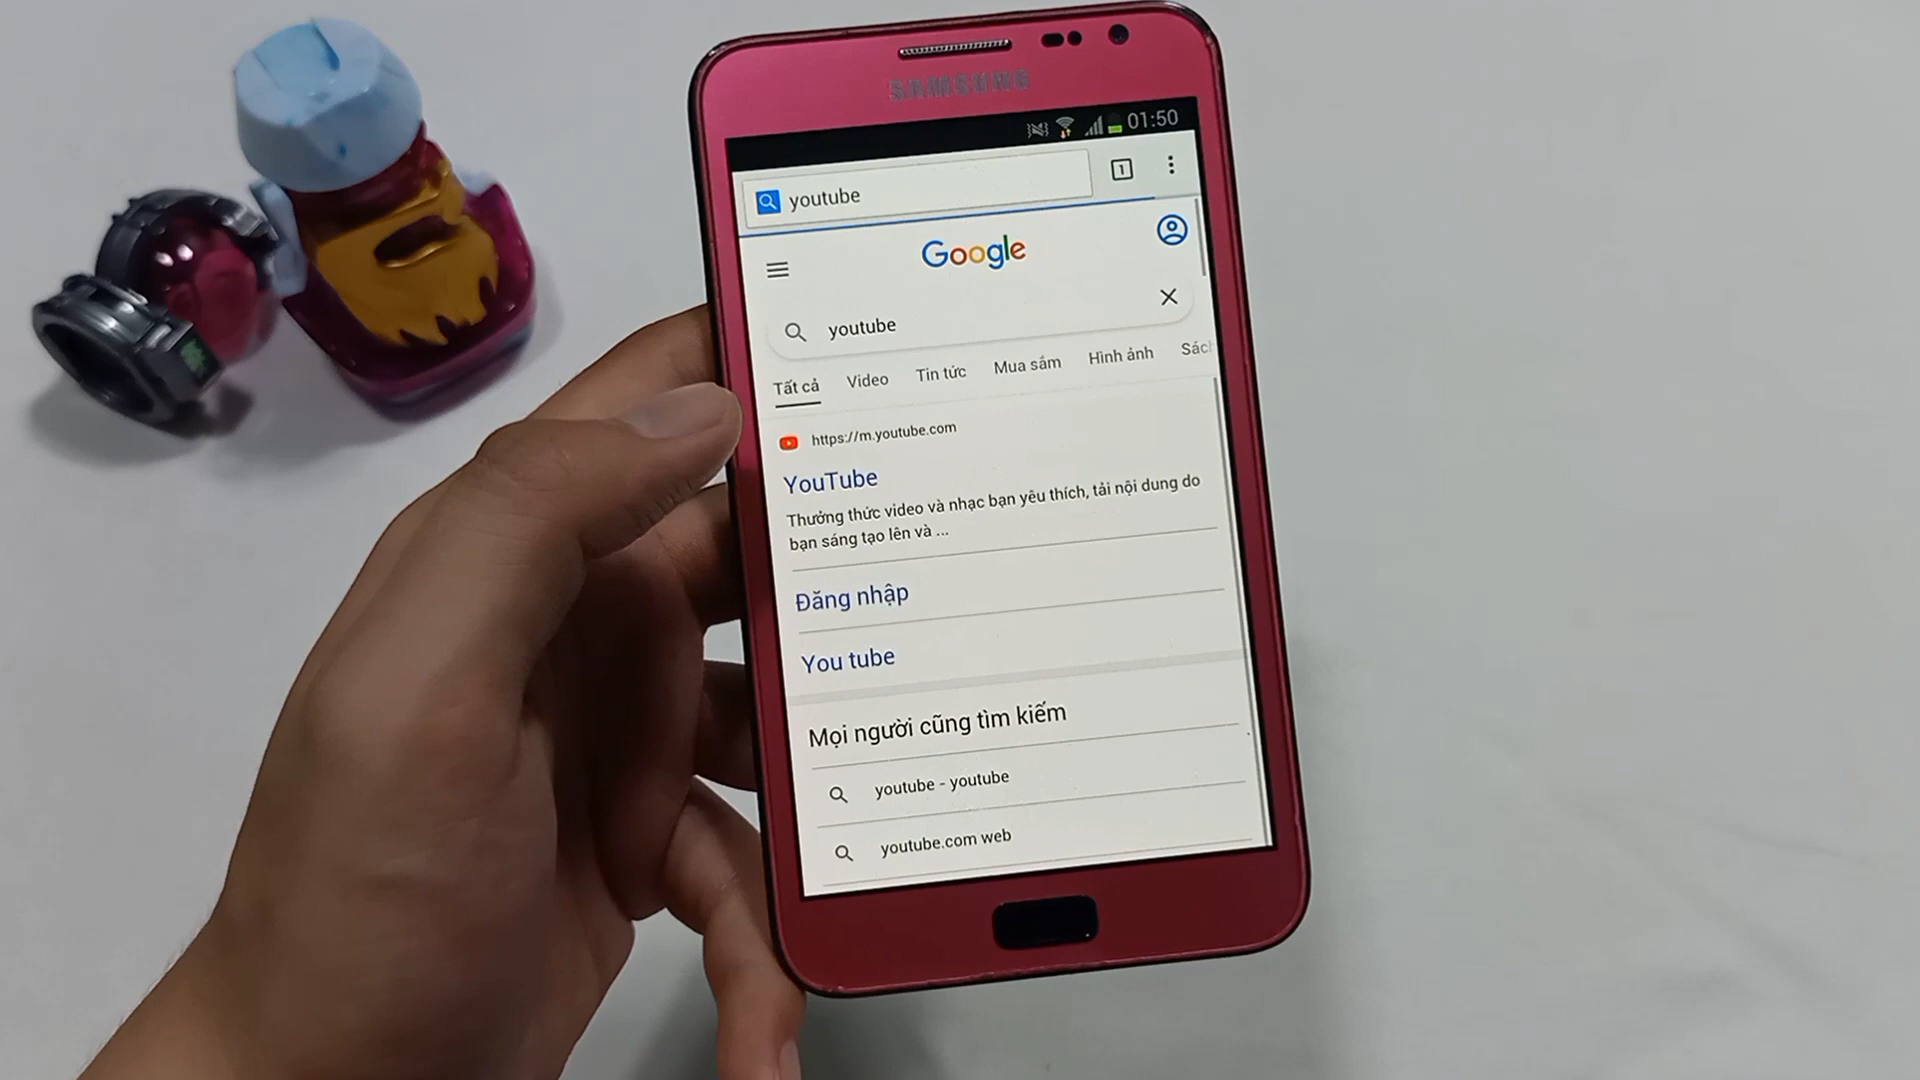 SAMSUNG
01:50
youtube
1
Google
youtube
Tất cả Video Tin tức Mua sắm Hình ảnh
https://m.youtube.com
YouTube
Thưởng thức video và nhạc bạn yêu thích, tải nội dung do
bạn sáng tạo lên và ...
Đăng nhập
You tube
Mọi người cũng tìm kiếm
youtube - youtube
youtube.com web